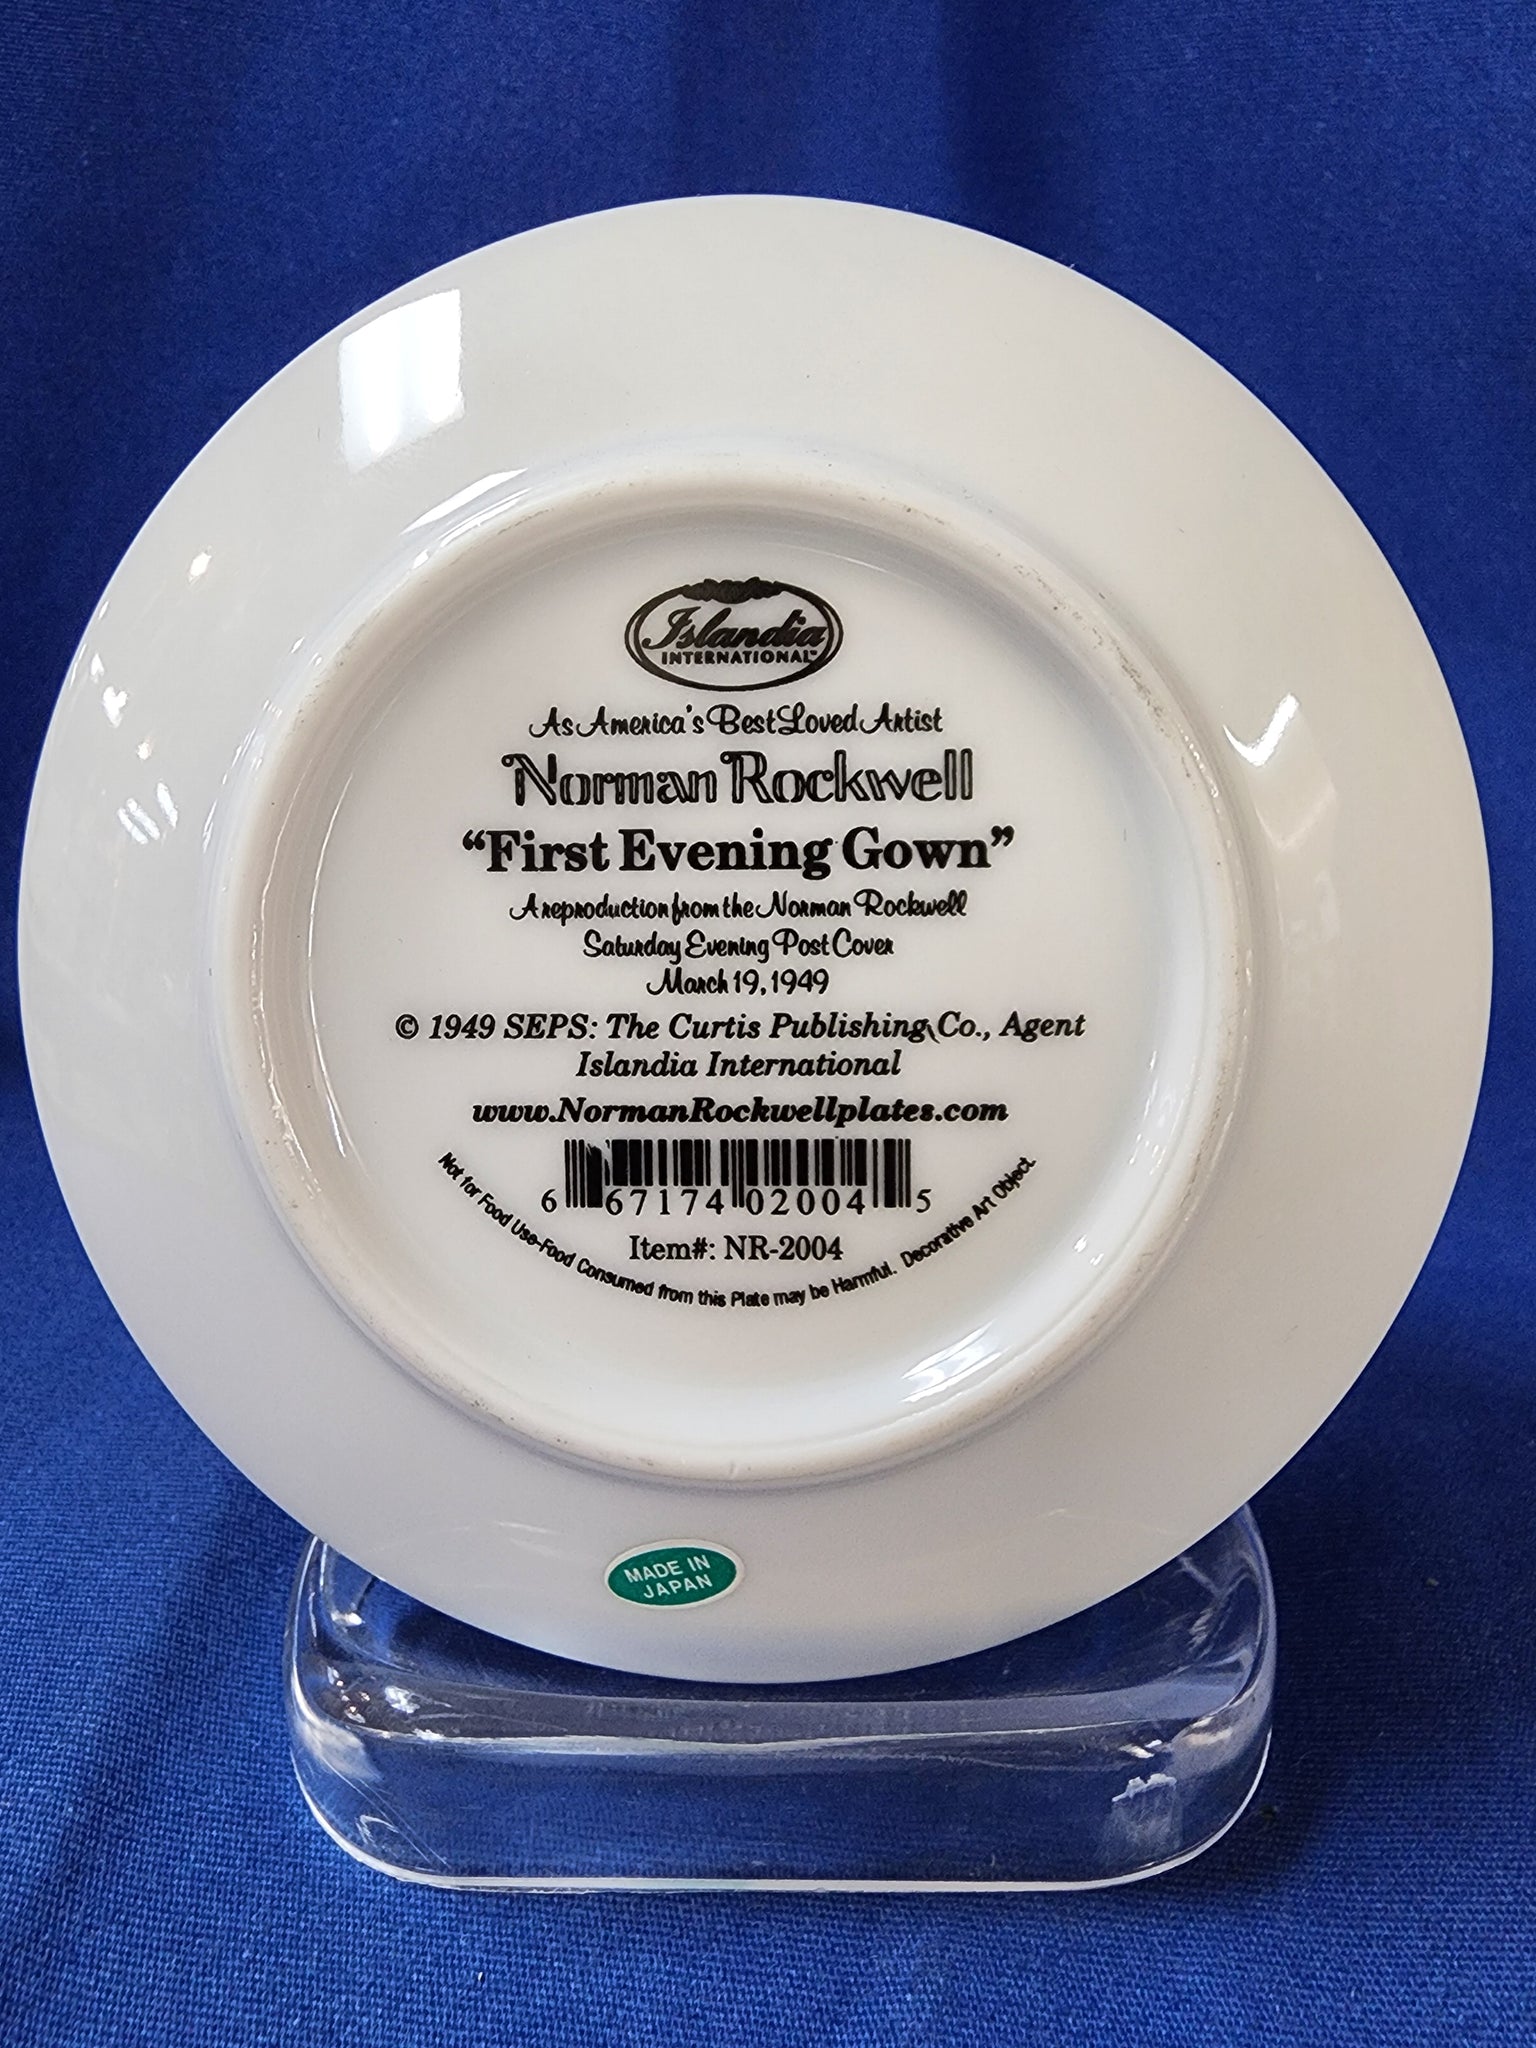 Islandia
INTERNATIONAL™
As America's Best Loved Artist
Norman Rockwell
“First Evening Gown”
A reproduction from the Norman Rockwell
Saturday Evening Post Cover
March 19, 1949
© 1949 SEPS: The Curtis Publishing Co., Agent
Islandia International
www.NormanRockwellplates.com
6 67174 02004 5
Item#: NR-2004
Not for Food Use-Food Consumed from this Plate may be Harmful. Decorative Art Object.
MADE IN
JAPAN